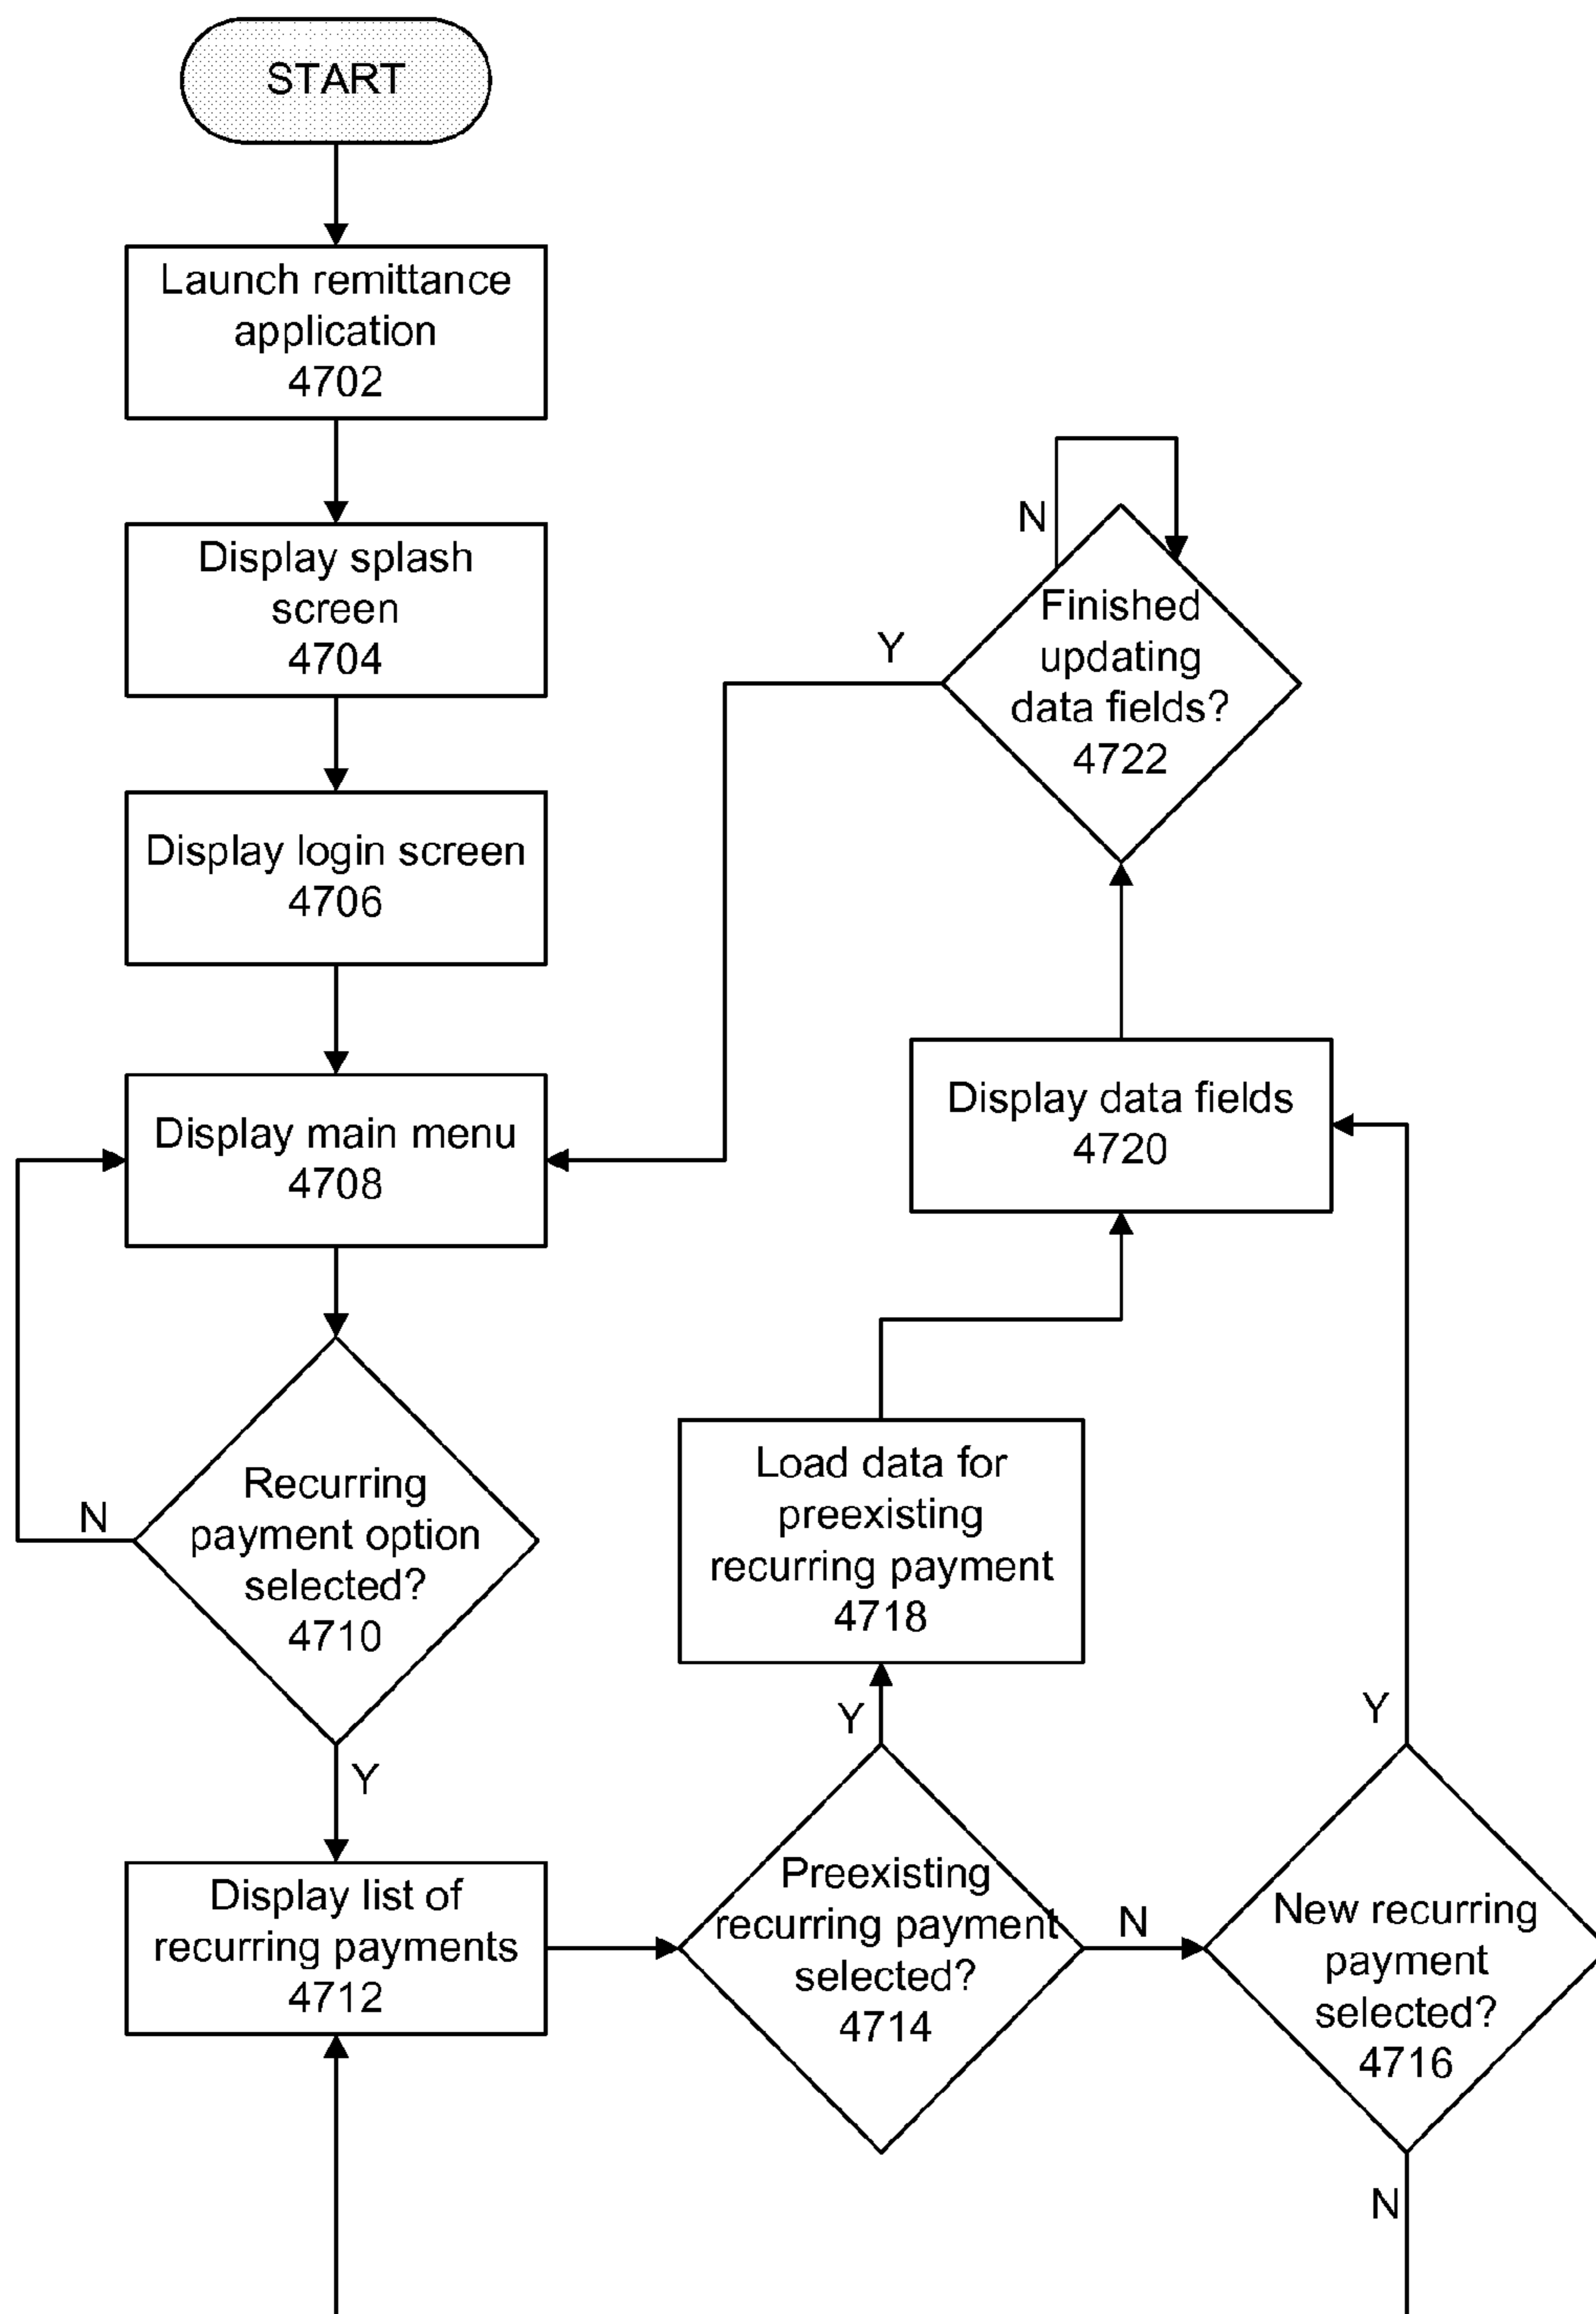 START
Launch remittance
application
4702
Display splash
screen
4704
Display login screen
4706
Display main menu
4708
Recurring
payment option
selected?
4710
N
Y
Display list of
recurring payments
4712
Preexisting
recurring payment
selected?
4714
Y
N
Load data for
preexisting
recurring payment
4718
New recurring
payment
selected?
4716
Y
N
Display data fields
4720
Finished
updating
data fields?
4722
N
Y